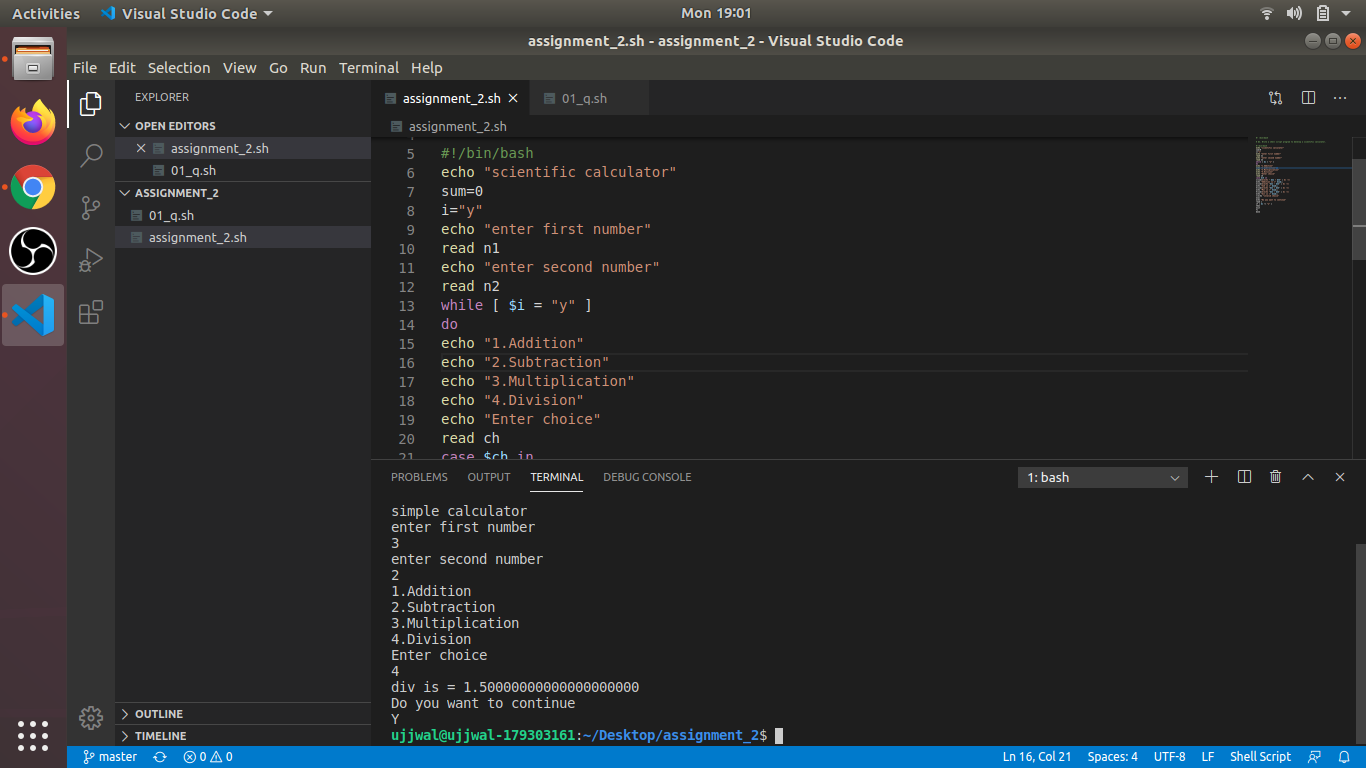 Activities Visual Studio Code Mon 19:01
assignment_2.sh - assignment_2 - Visual Studio Code
File Edit Selection View Go Run Terminal Help
EXPLORER
OPEN EDITORS
assignment_2.sh
01_q.sh
ASSIGNMENT_2
01_q.sh
assignment_2.sh
OUTLINE
TIMELINE
assignment_2.sh 01_q.sh
assignment_2.sh
5 #!/bin/bash
6 echo "scientific calculator"
7 sum=0
8 i="y"
9 echo "enter first number"
10 read n1
11 echo "enter second number"
12 read n2
13 while [ $i = "y" ]
14 do
15 echo "1.Addition"
16 echo "2.Subtraction"
17 echo "3.Multiplication"
18 echo "4.Division"
19 echo "Enter choice"
20 read ch
21 case $ch in
PROBLEMS OUTPUT TERMINAL DEBUG CONSOLE 1: bash
simple calculator
enter first number
3
enter second number
2
1.Addition
2.Subtraction
3.Multiplication
4.Division
Enter choice
4
div is = 1.50000000000000000000
Do you want to continue
Y
ujjwal@ujjwal-179303161:~/Desktop/assignment_2$
master 0 0 Ln 16, Col 21 Spaces: 4 UTF-8 LF Shell Script